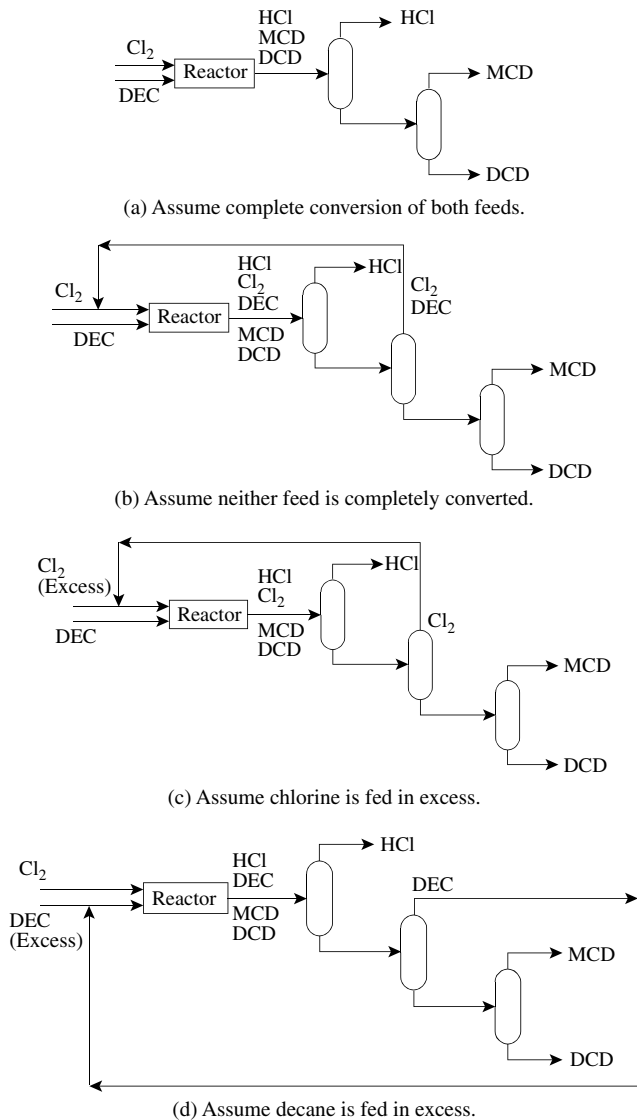 HCl
MCD
DCD
HCl
Cl₂
DEC
Reactor
MCD
DCD
(a) Assume complete conversion of both feeds.
HCl
Cl₂
DEC
MCD
DCD
HCl
Cl₂
DEC
Cl₂
DEC
Reactor
MCD
DCD
(b) Assume neither feed is completely converted.
Cl₂
(Excess)
DEC
Reactor
HCl
Cl₂
MCD
DCD
HCl
Cl₂
MCD
DCD
(c) Assume chlorine is fed in excess.
Cl₂
DEC
(Excess)
Reactor
HCl
DEC
MCD
DCD
HCl
DEC
MCD
DCD
(d) Assume decane is fed in excess.